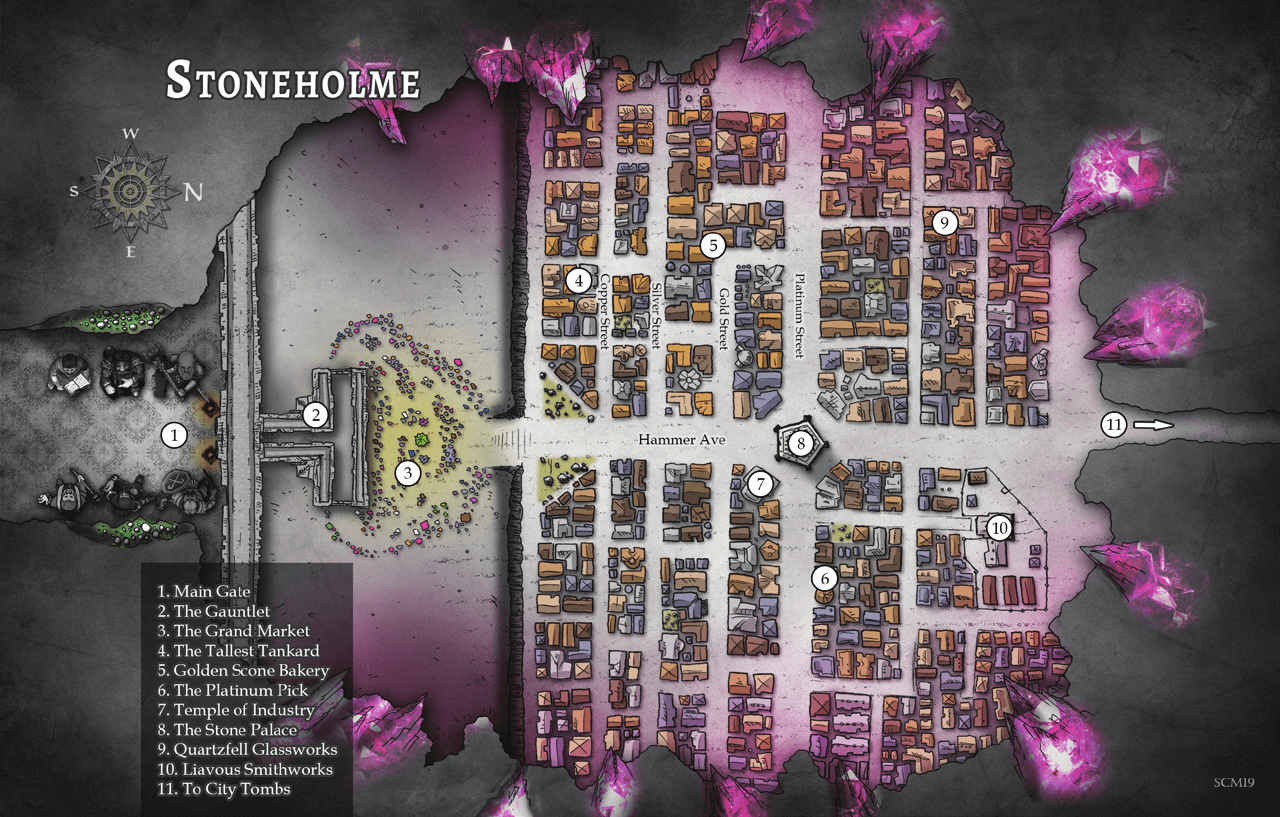 STONEHOLME
W
S
N
E
9
5
4
Copper Street
Silver Street
Gold Street
Platinum Street
2
11
1
Hammer Ave
8
3
7
10
6
1. Main Gate
2. The Gauntlet
3. The Grand Market
4. The Tallest Tankard
5. Golden Scone Bakery
6. The Platinum Pick
7. Temple of Industry
8. The Stone Palace
9. Quartzfell Glassworks
10. Liavous Smithworks
11. To City Tombs
SCM19